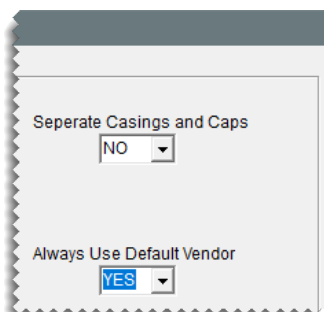 Seperate Casings and Caps
NO
Always Use Default Vendor
YES